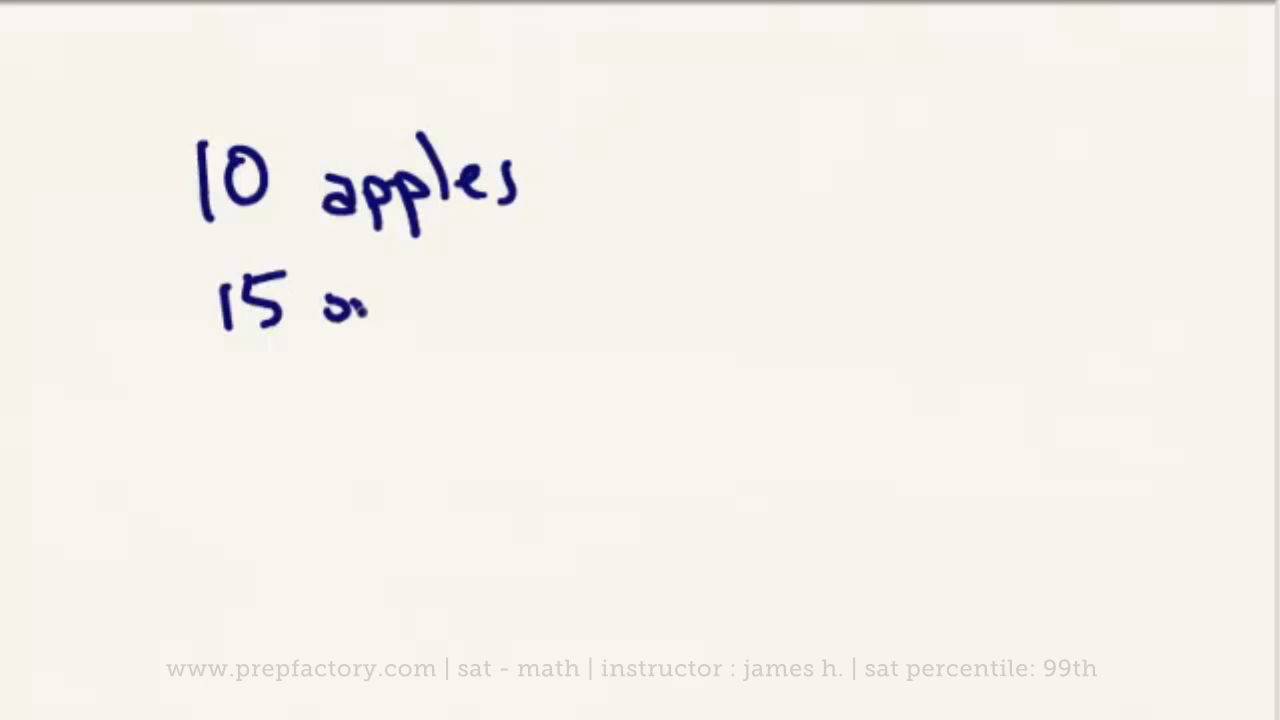 10 apples
15
www.prepfactory.com | sat - math | instructor : james h. | sat percentile: 99th